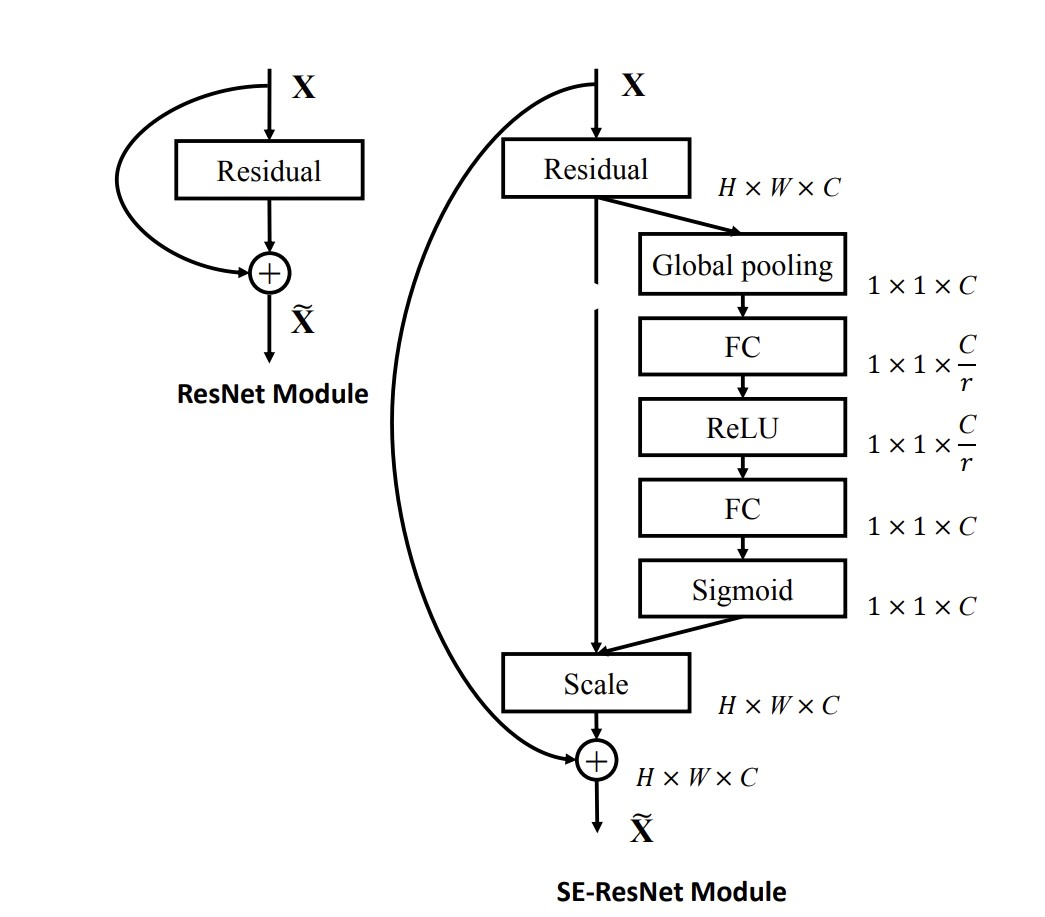 X
Residual
+
X̃
ResNet Module
X
Residual
H × W × C
Global pooling
1 × 1 × C
FC
1 × 1 × C/r
ReLU
1 × 1 × C/r
FC
1 × 1 × C
Sigmoid
1 × 1 × C
Scale
H × W × C
+
H × W × C
X̃
SE-ResNet Module